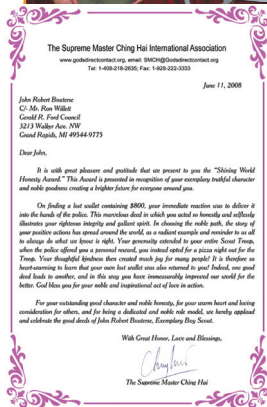 The Supreme Master Ching Hai International Association
www.godsdirectcontact.org, email: SMCH@Godsdirectcontact.org
Tel: 1-408-218-2635; Fax: 1-928-222-3333
June 11, 2008
John Robert Bouterse
C/- Mr. Ron Willett
Gerald R. Ford Council
3213 Walker Ave. NW
Grand Rapids, MI 49544-9775
Dear John,
It is with great pleasure and gratitude that we present to you the "Shining World
Honesty Award." This Award is presented in recognition of your exemplary truthful character
and noble goodness creating a brighter future for everyone around you.
On finding a lost wallet containing $800, your immediate reaction was to deliver it
into the hands of the police. This marvelous deed in which you acted so honestly and selflessly
illustrates your righteous integrity and gallant spirit. In choosing the noble path, the story of
your positive actions has spread around the world, as a radiant example and reminder to us all
to always do what we know is right. Your generosity extended to your entire Scout Troop,
when the police offered you a personal reward, you instead opted for a pizza night out for the
Troop. Your thoughtful kindness then created much joy for many people! It is therefore so
heart-warming to learn that your own lost wallet was also returned to you! Indeed, one good
deed leads to another, and in this way you have immeasurably improved our world for the
better. God bless you for your noble and inspirational act of love in action.
For your outstanding good character and noble honesty, for your warm heart and loving
consideration for others, and for being a dedicated and noble role model, we hereby applaud
and celebrate the good deeds of John Robert Bouterse, Exemplary Boy Scout.
With Great Honor, Love and Blessings,
The Supreme Master Ching Hai